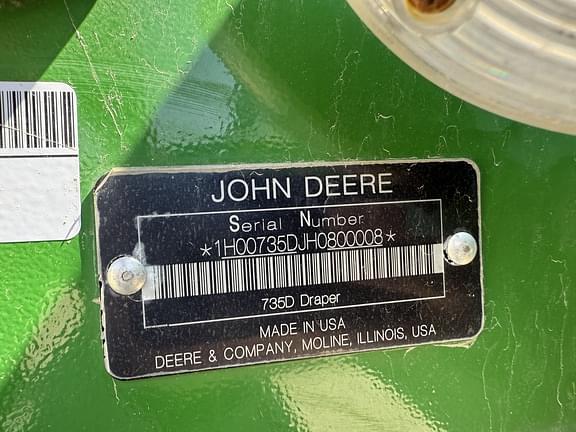 JOHN DEERE
Serial Number
*1H00735DJH0800008*
735D Draper
MADE IN USA
DEERE & COMPANY, MOLINE, ILLINOIS, USA